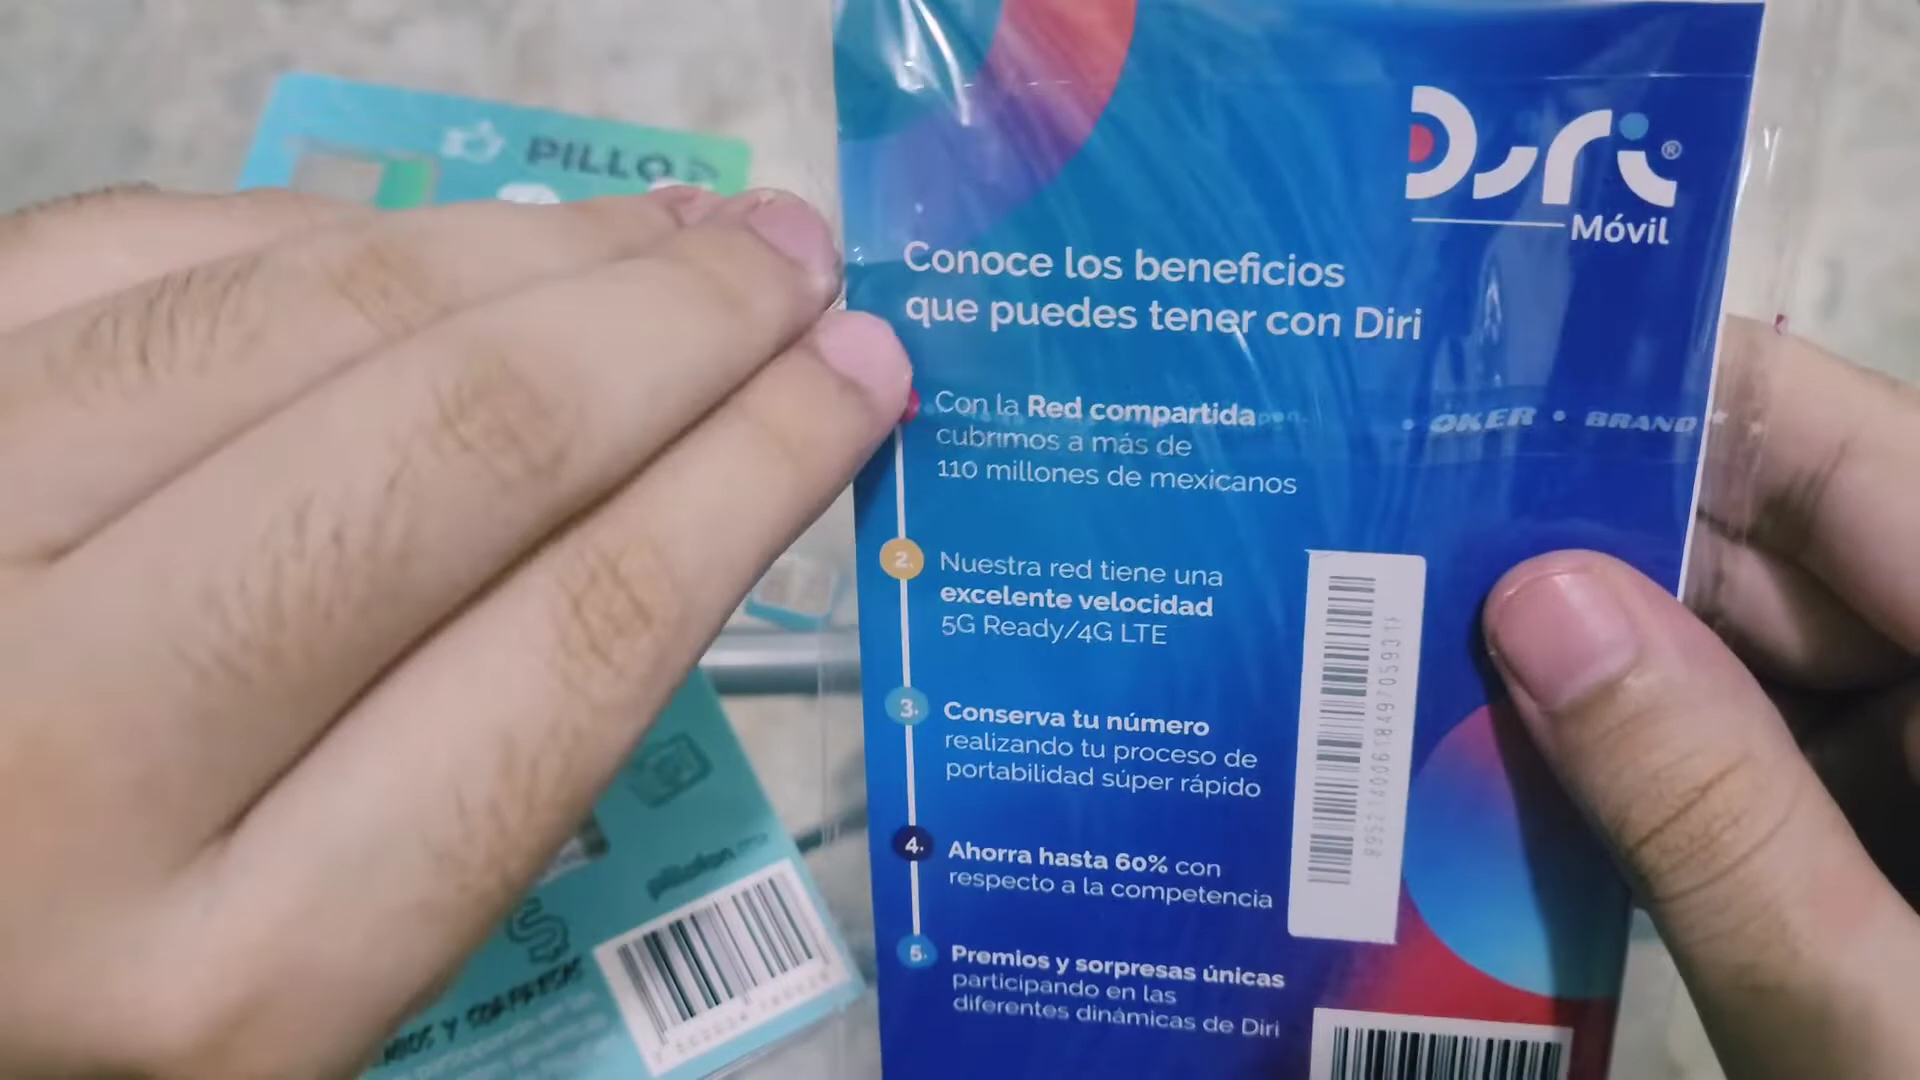 PILLO
Diri®
Móvil
Conoce los beneficios
que puedes tener con Diri
Con la Red compartida
cubrimos a más de
110 millones de mexicanos
OKER • BRAND
2.
Nuestra red tiene una
excelente velocidad
5G Ready/4G LTE
3.
Conserva tu número
realizando tu proceso de
portabilidad súper rápido
4.
Ahorra hasta 60% con
respecto a la competencia
5.
Premios y sorpresas únicas
participando en las
diferentes dinámicas de Diri
Y SORPRESAS